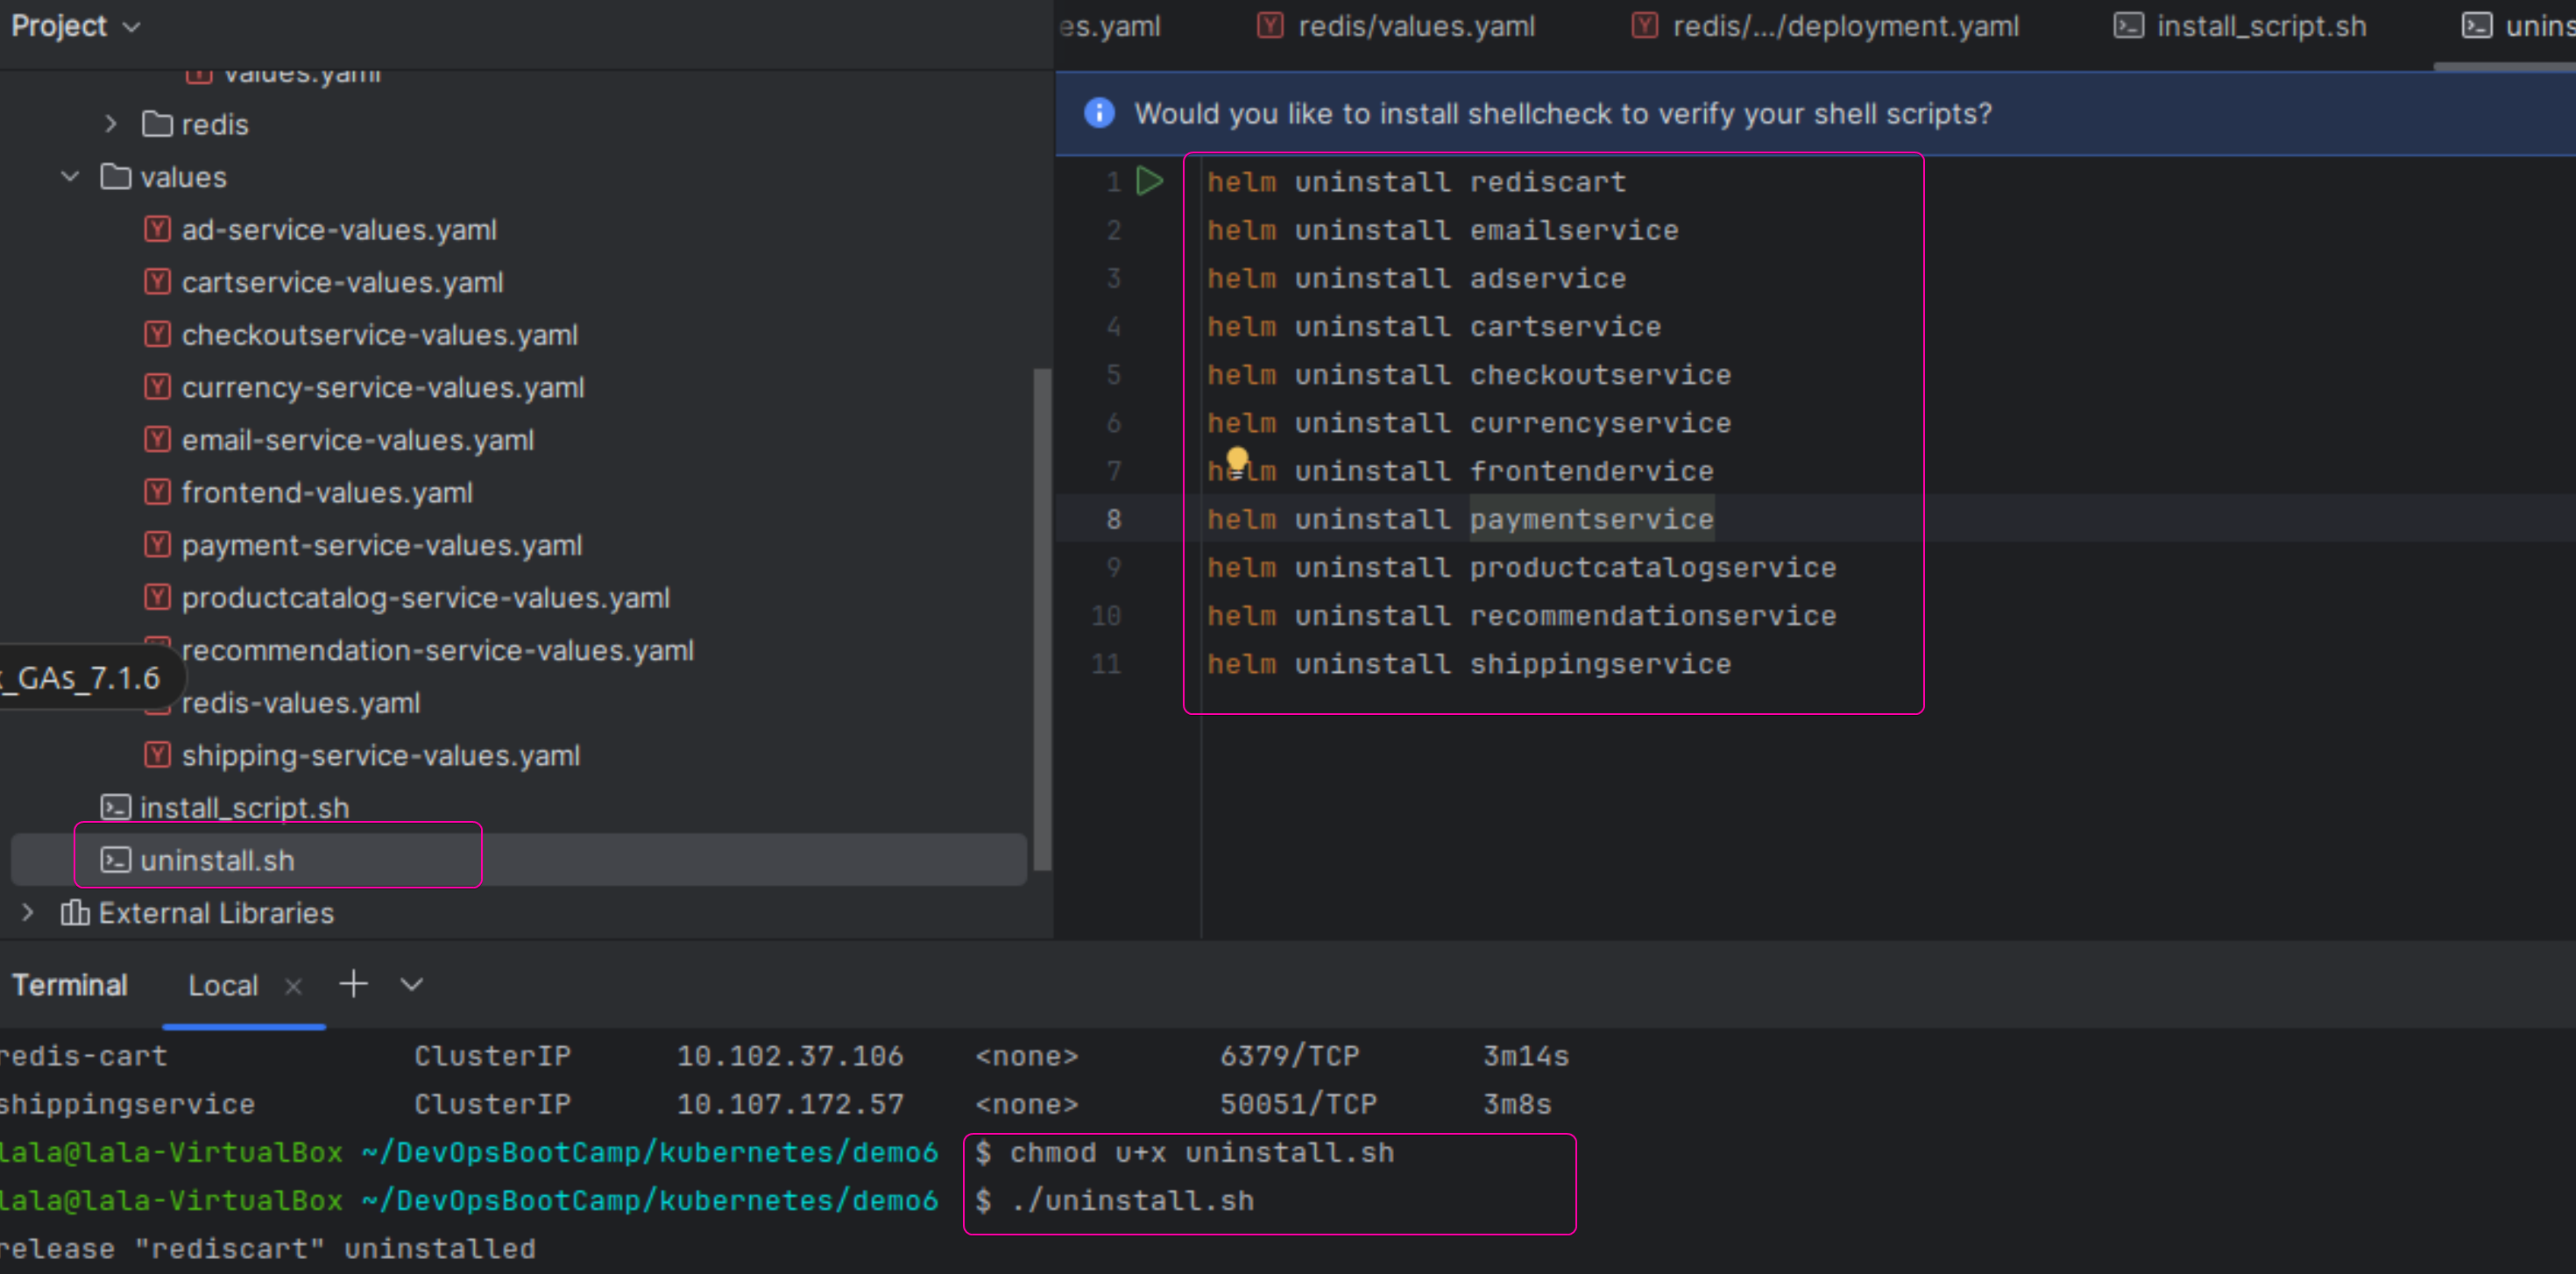 Project
es.yaml
redis/values.yaml
redis/.../deployment.yaml
install_script.sh
unins
values.yaml
redis
values
ad-service-values.yaml
cartservice-values.yaml
checkoutservice-values.yaml
currency-service-values.yaml
email-service-values.yaml
frontend-values.yaml
payment-service-values.yaml
productcatalog-service-values.yaml
recommendation-service-values.yaml
_GAs_7.1.6
redis-values.yaml
shipping-service-values.yaml
install_script.sh
uninstall.sh
External Libraries
Would you like to install shellcheck to verify your shell scripts?
1 helm uninstall rediscart
2 helm uninstall emailservice
3 helm uninstall adservice
4 helm uninstall cartservice
5 helm uninstall checkoutservice
6 helm uninstall currencyservice
7 helm uninstall frontendervice
8 helm uninstall paymentservice
9 helm uninstall productcatalogservice
10 helm uninstall recommendationservice
11 helm uninstall shippingservice
Terminal Local
redis-cart ClusterIP 10.102.37.106 <none> 6379/TCP 3m14s
shippingservice ClusterIP 10.107.172.57 <none> 50051/TCP 3m8s
lala@lala-VirtualBox ~/DevOpsBootCamp/kubernetes/demo6 $ chmod u+x uninstall.sh
lala@lala-VirtualBox ~/DevOpsBootCamp/kubernetes/demo6 $ ./uninstall.sh
release "rediscart" uninstalled